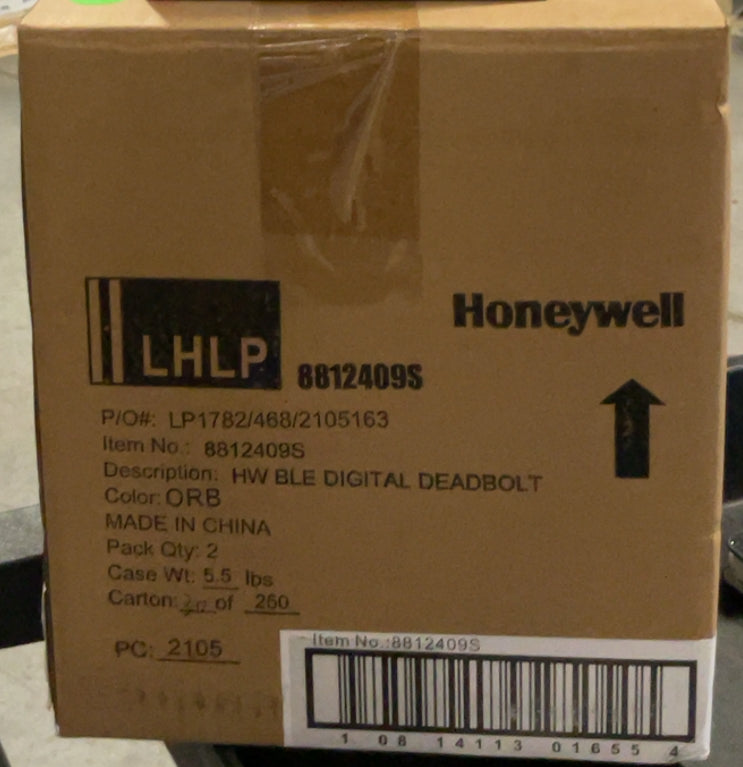 LHLP
8812409S
Honeywell
P/O#: LP1782/468/2105163
Item No.: 8812409S
Description: HW BLE DIGITAL DEADBOLT
Color: ORB
MADE IN CHINA
Pack Qty: 2
Case Wt: 5.5 lbs
Carton: of 260
PC: 2105
Item No.:8812409S
1 08 14113 01655 4